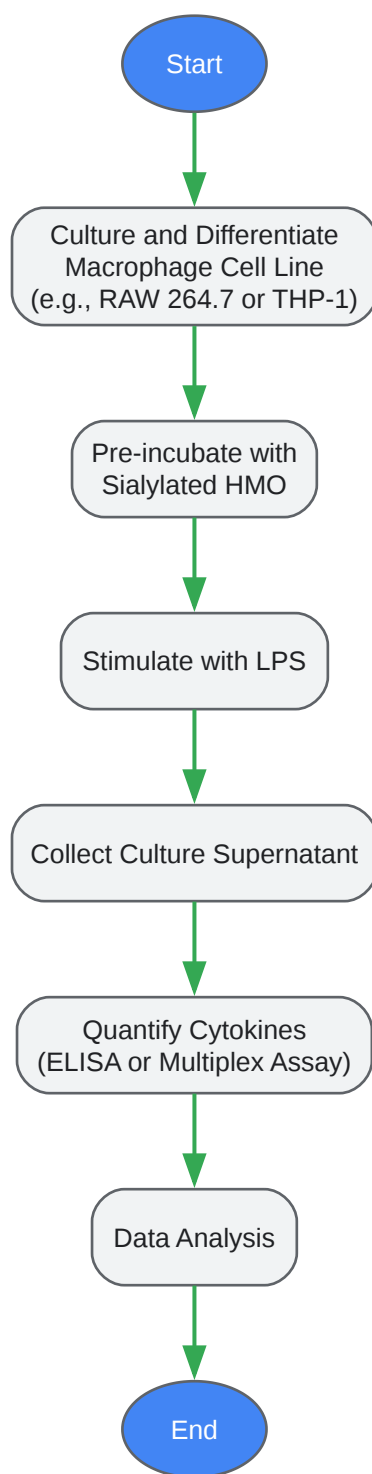 Start
Culture and Differentiate
Macrophage Cell Line
(e.g., RAW 264.7 or THP-1)
Pre-incubate with
Sialylated HMO
Stimulate with LPS
Collect Culture Supernatant
Quantify Cytokines
(ELISA or Multiplex Assay)
Data Analysis
End